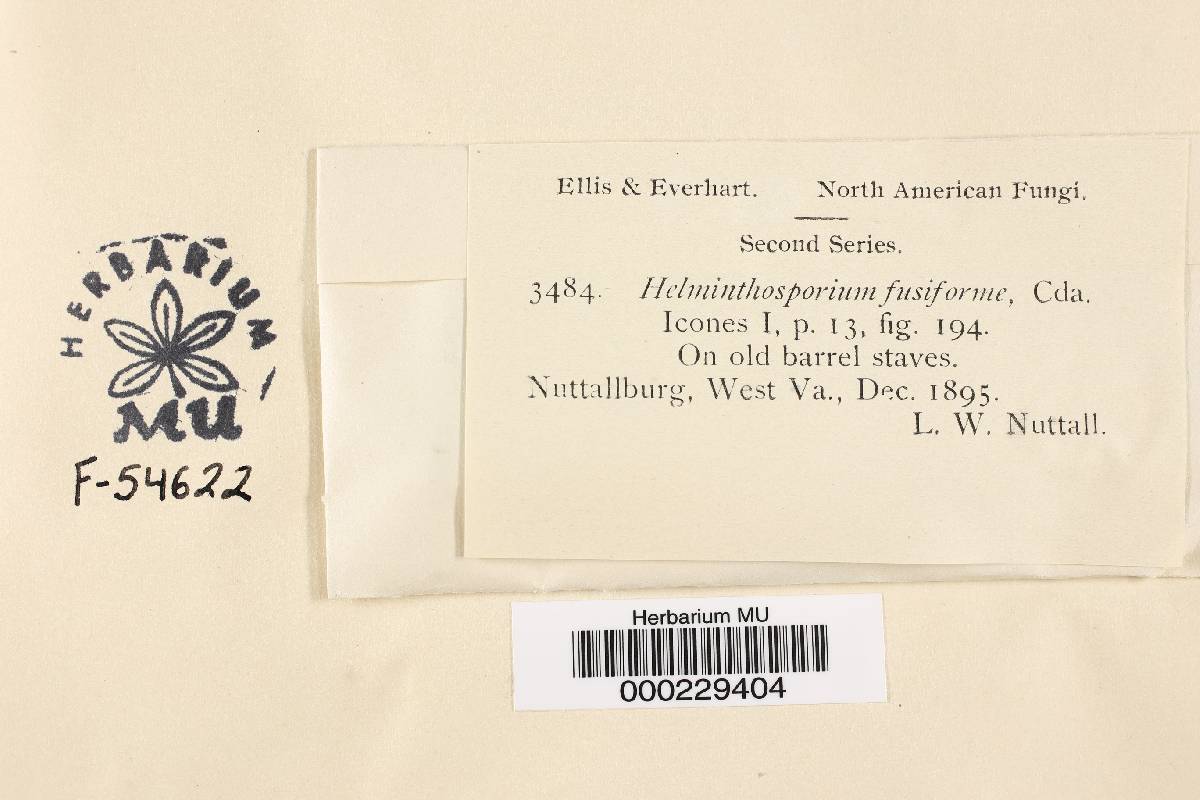 Ellis & Everhart. North American Fungi.
Second Series.
3484. Helminthosporium fusiforme, Cda.
Icones I, p. 13, fig. 194.
On old barrel staves.
Nuttallburg, West Va., Dec. 1895.
L. W. Nuttall.
HERBARIUM
MU
F-54622
Herbarium MU
000229404